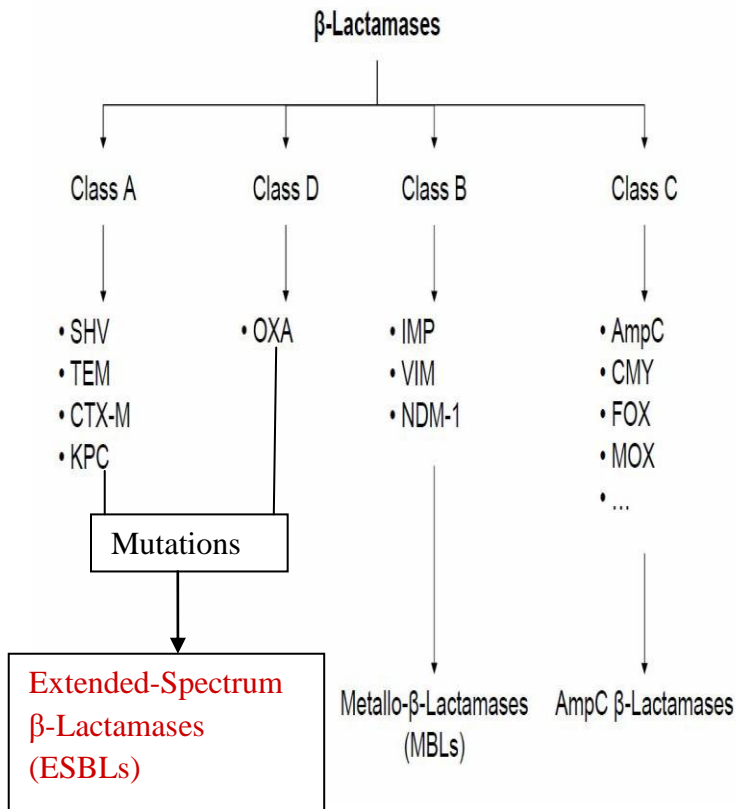 β-Lactamases
Class A
Class D
Class B
Class C
• SHV
• TEM
• CTX-M
• KPC
• OXA
• IMP
• VIM
• NDM-1
• AmpC
• CMY
• FOX
• MOX
• ...
Mutations
Extended-Spectrum
β-Lactamases
(ESBLs)
Metallo-β-Lactamases
(MBLs)
AmpC β-Lactamases